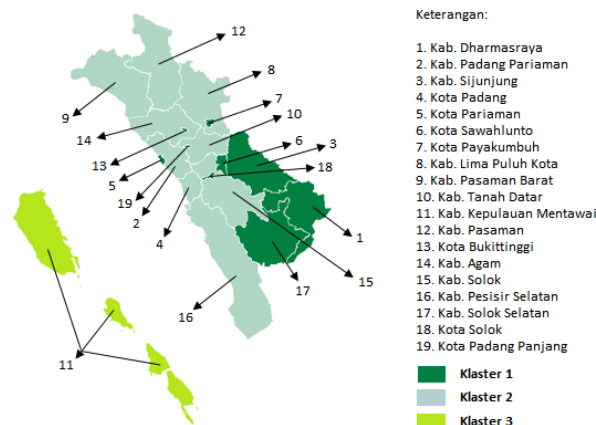 Keterangan:
1. Kab. Dharmasraya
2. Kab. Padang Pariaman
3. Kab. Sijunjung
4. Kota Padang
5. Kota Pariaman
6. Kota Sawahlunto
7. Kota Payakumbuh
8. Kab. Lima Puluh Kota
9. Kab. Pasaman Barat
10. Kab. Tanah Datar
11. Kab. Kepulauan Mentawai
12. Kab. Pasaman
13. Kota Bukittinggi
14. Kab. Agam
15. Kab. Solok
16. Kab. Pesisir Selatan
17. Kab. Solok Selatan
18. Kota Solok
19. Kota Padang Panjang
Klaster 1
Klaster 2
Klaster 3
12
8
7
9
10
14
6
3
13
18
5
19
2
4
1
15
17
16
11